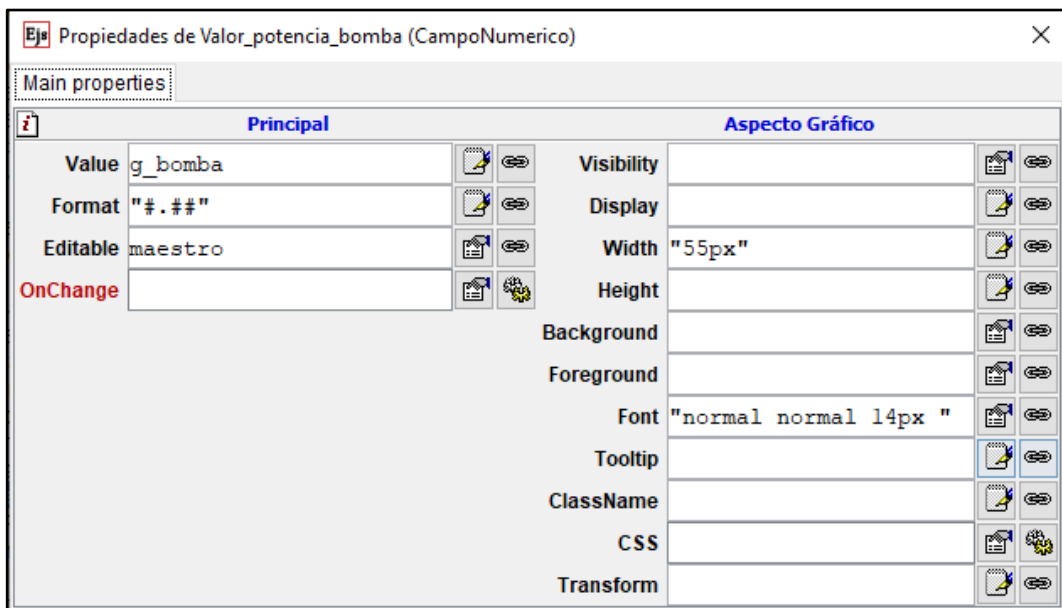 Ejs Propiedades de Valor_potencia_bomba (CampoNumerico)
Main properties
Principal
Value g_bomba
Format "#.##"
Editable maestro
OnChange
Aspecto Gráfico
Visibility
Display
Width "55px"
Height
Background
Foreground
Font "normal normal 14px "
Tooltip
ClassName
CSS
Transform